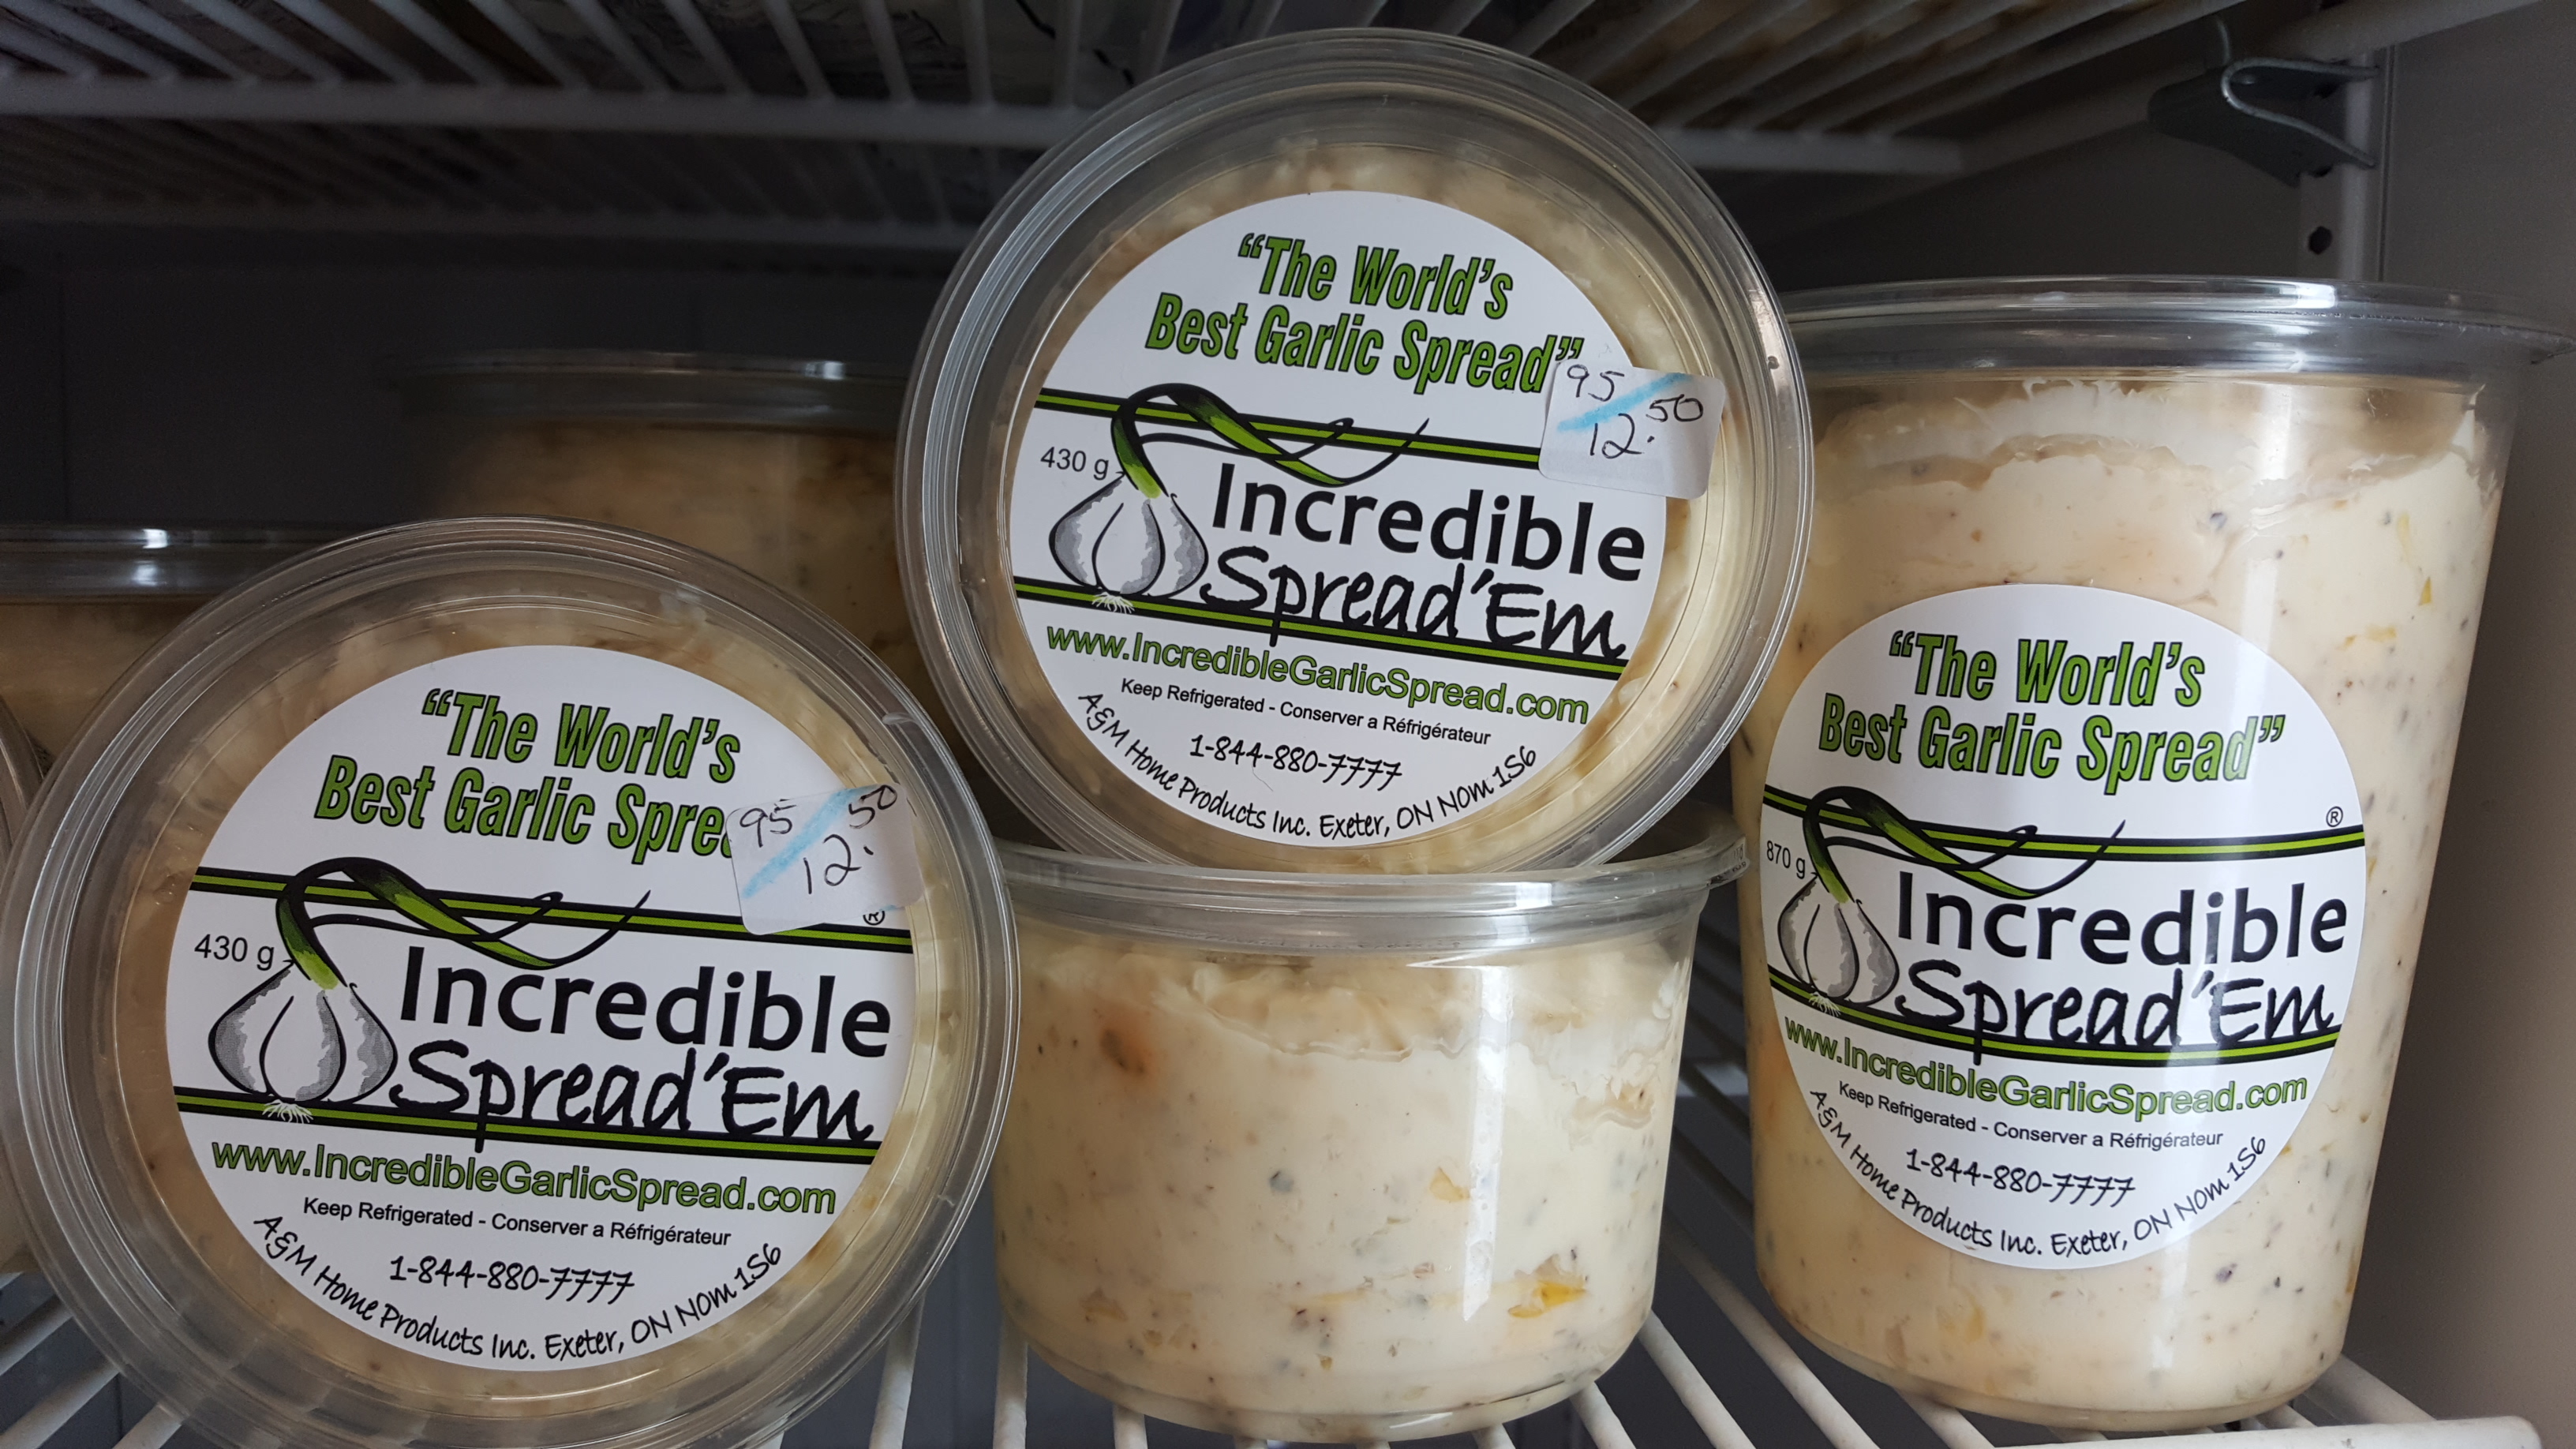 "The World's
Best Garlic Spread"
95
12.50
430 g
Incredible
Spread'Em
www.IncredibleGarlicSpread.com
Keep Refrigerated - Conserver a Réfrigérateur
1-844-880-7777
A&M Home Products Inc. Exeter, ON N0M 1S6
"The World's
Best Garlic Spre
95
12.50
®
430 g
Incredible
Spread'Em
www.IncredibleGarlicSpread.com
Keep Refrigerated - Conserver a Réfrigérateur
1-844-880-7777
A&M Home Products Inc. Exeter, ON N0M 1S6
"The World's
Best Garlic Spread"
®
870 g
Incredible
Spread'Em
www.IncredibleGarlicSpread.com
Keep Refrigerated - Conserver a Réfrigérateur
1-844-880-7777
A&M Home Products Inc. Exeter, ON N0M 1S6